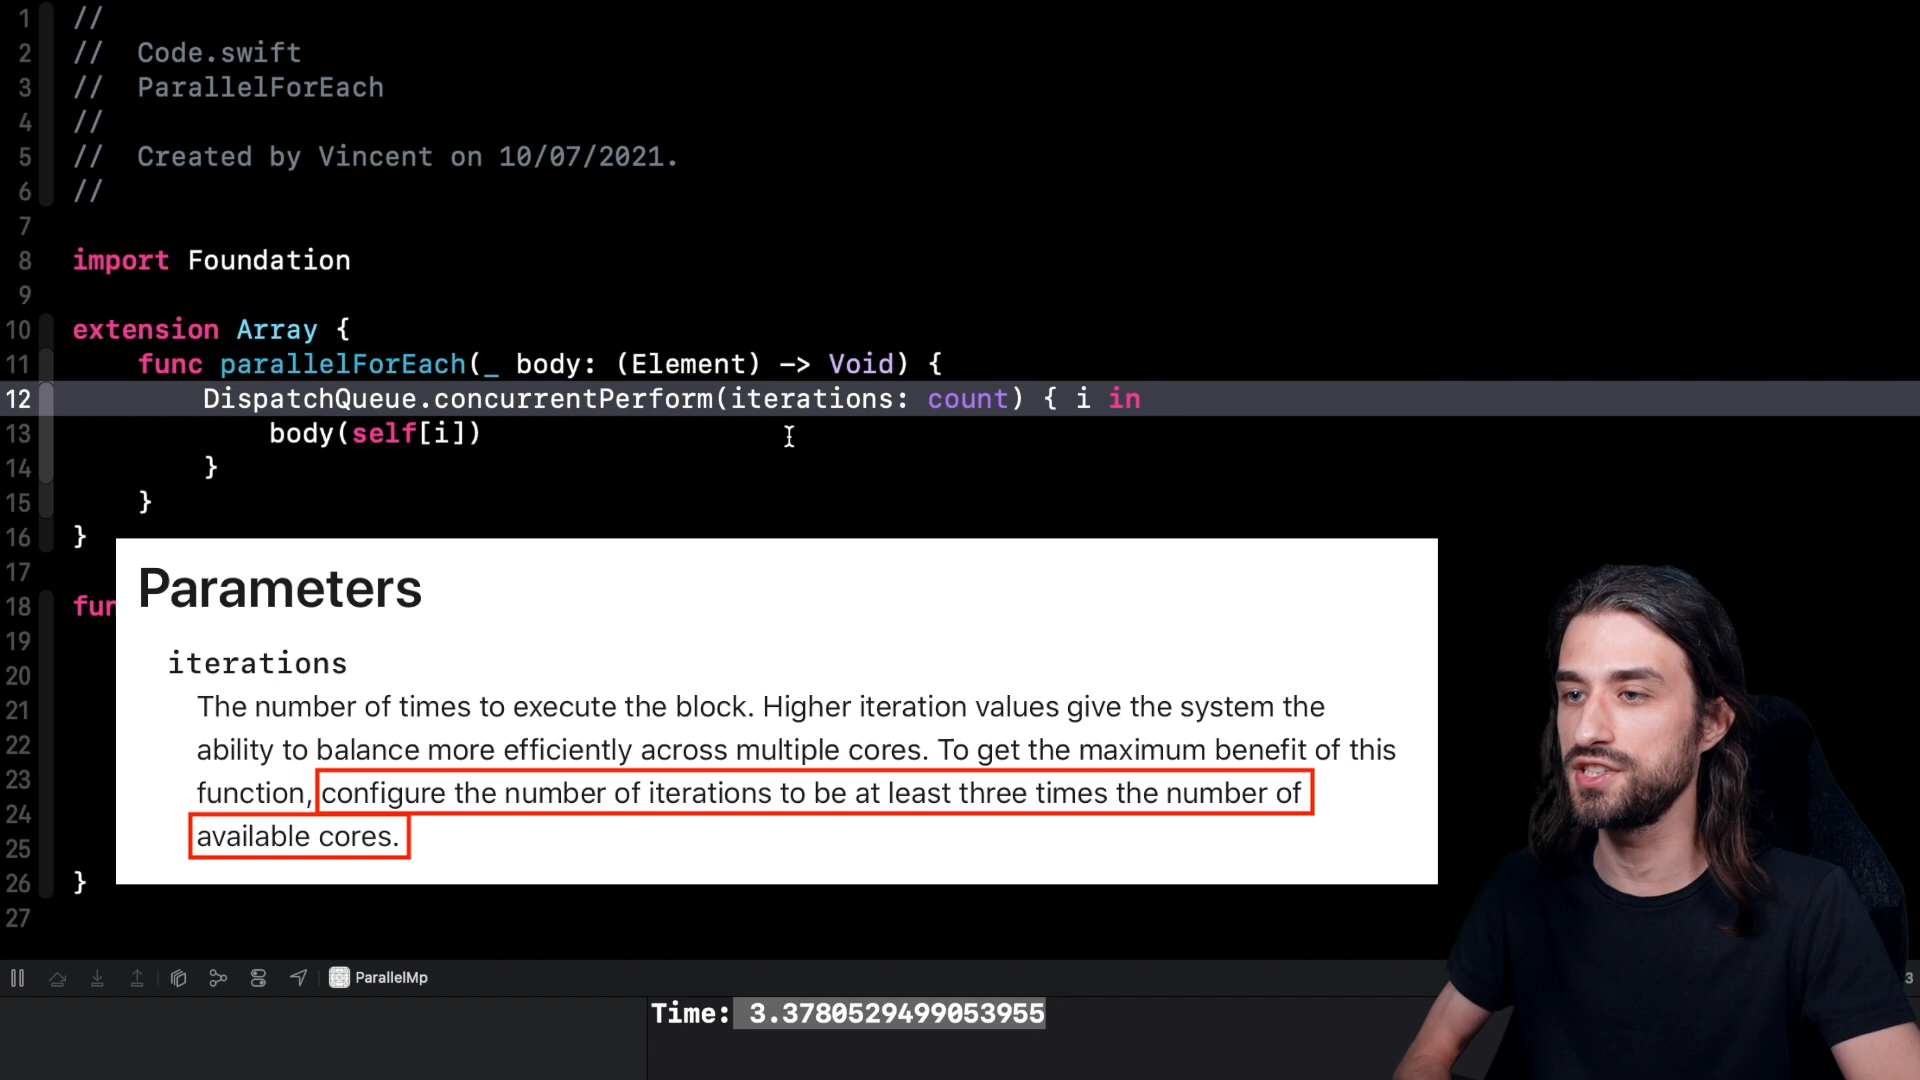 1 //
2 // Code.swift
3 // ParallelForEach
4 //
5 // Created by Vincent on 10/07/2021.
6 //
7
8 import Foundation
9
10 extension Array {
11 func parallelForEach(_ body: (Element) -> Void) {
12 DispatchQueue.concurrentPerform(iterations: count) { i in
13 body(self[i])
14 }
15 }
16 }
17
18 fun
19
20
21
22
23
24
25
26 }
27
Parameters
iterations
The number of times to execute the block. Higher iteration values give the system the
ability to balance more efficiently across multiple cores. To get the maximum benefit of this
function, configure the number of iterations to be at least three times the number of
available cores.
ParallelMp
3
Time: 3.3780529499053955